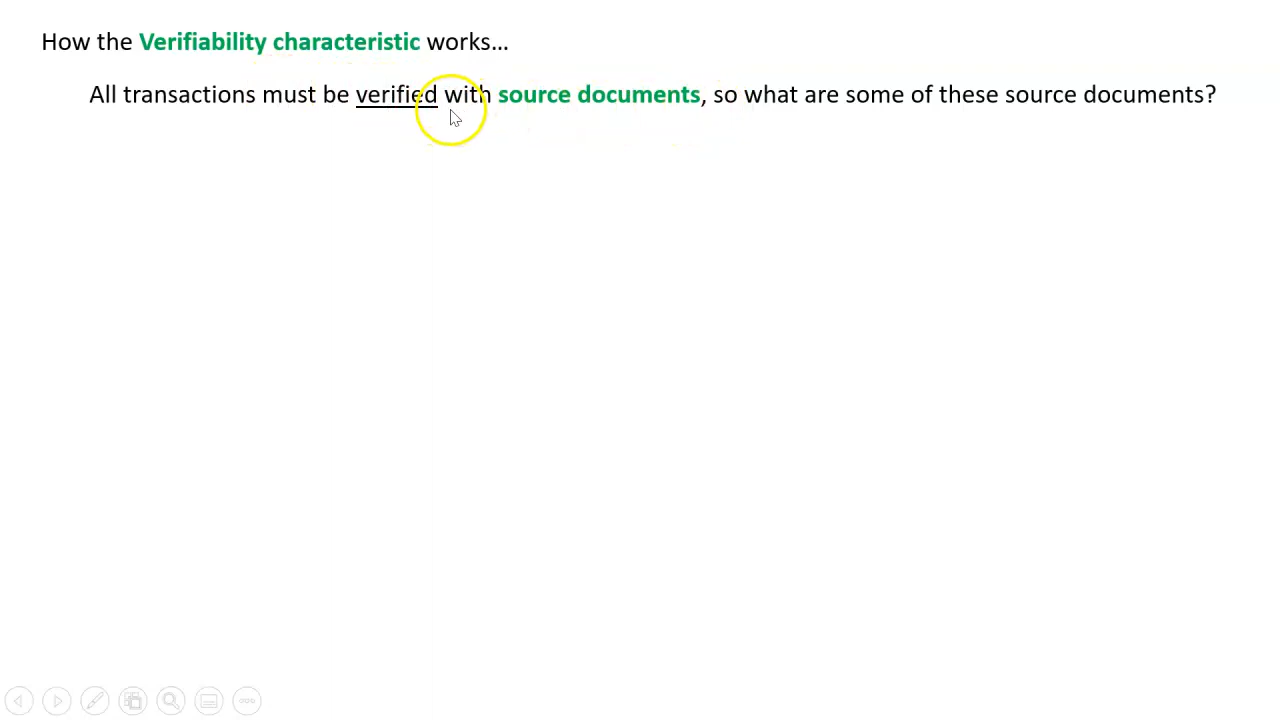 How the Verifiability characteristic works...
All transactions must be verified with source documents, so what are some of these source documents?